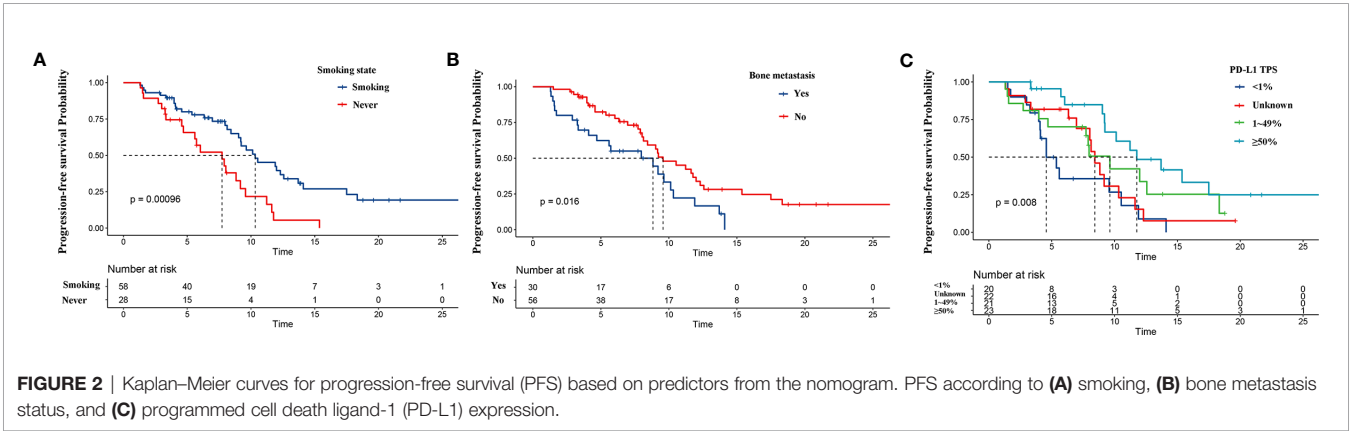 A
Progression-free survival Probability
1.00
0.75
0.50
0.25
0.00
Smoking state
Smoking
Never
p = 0.00096
0 5 10 15 20 25
Time
Number at risk
Smoking 58 40 19 7 3 1
Never 28 15 4 1 0 0
0 5 10 15 20 25
Time
B
Progression-free survival Probability
1.00
0.75
0.50
0.25
0.00
Bone metastasis
Yes
No
p = 0.016
0 5 10 15 20 25
Time
Number at risk
Yes 30 17 6 0 0 0
No 56 38 17 8 3 1
0 5 10 15 20 25
Time
C
Progression-free survival Probability
1.00
0.75
0.50
0.25
0.00
PD-L1 TPS
<1%
Unknown
1~49%
≥50%
p = 0.008
0 5 10 15 20 25
Time
Number at risk
<1% 20 8 3 0 0 0
Unknown 22 16 4 1 0 0
1~49% 21 13 5 2 0 0
≥50% 23 18 11 5 3 1
0 5 10 15 20 25
Time
FIGURE 2 | Kaplan–Meier curves for progression-free survival (PFS) based on predictors from the nomogram. PFS according to (A) smoking, (B) bone metastasis
status, and (C) programmed cell death ligand-1 (PD-L1) expression.